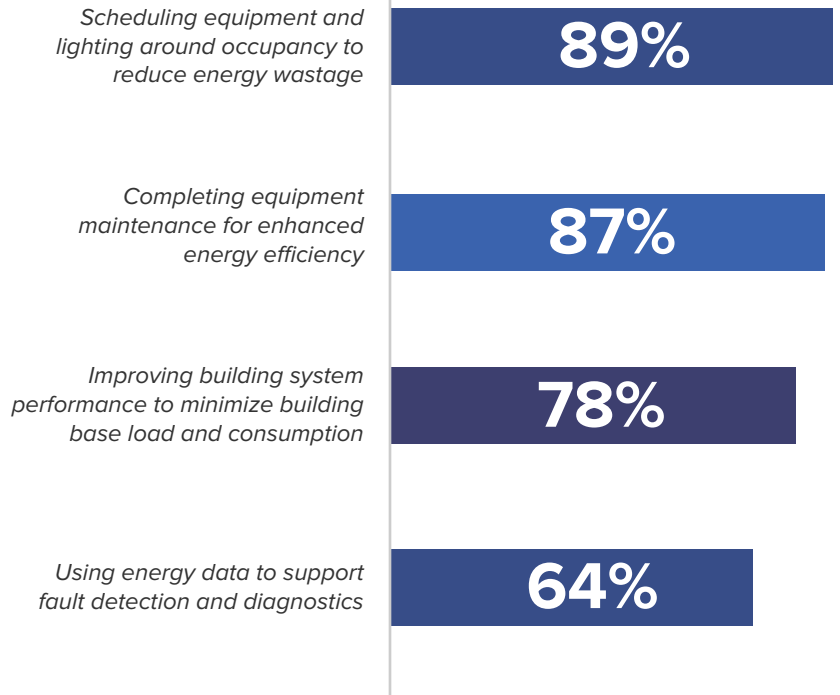 Scheduling equipment and
lighting around occupancy to
reduce energy wastage
89%
Completing equipment
maintenance for enhanced
energy efficiency
87%
Improving building system
performance to minimize building
base load and consumption
78%
Using energy data to support
fault detection and diagnostics
64%